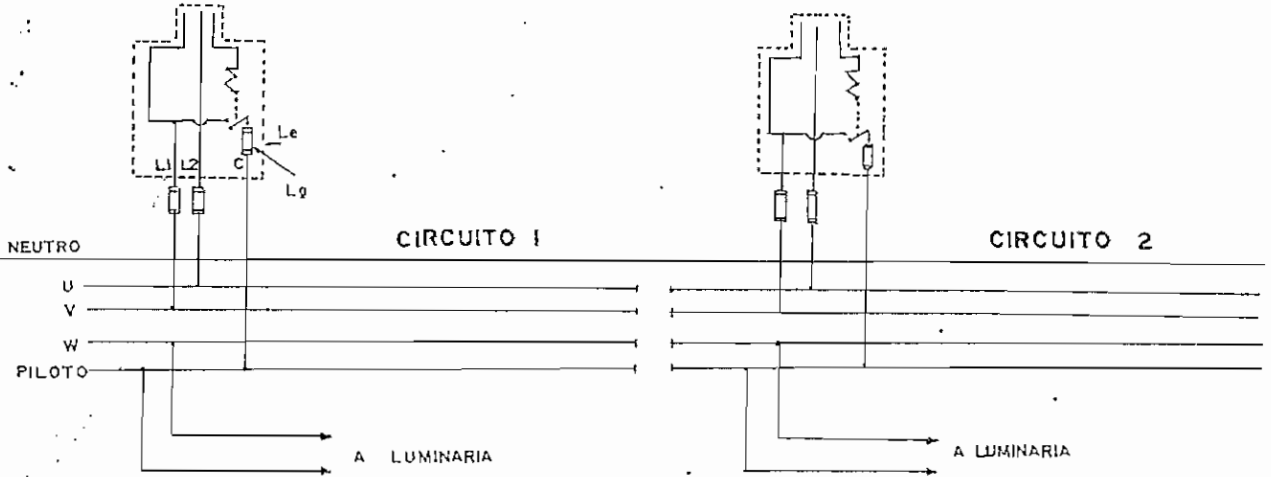 Le
L1 L2 C
Lg
NEUTRO
CIRCUITO 1
CIRCUITO 2
U
V
W
PILOTO
A LUMINARIA
A LUMINARIA